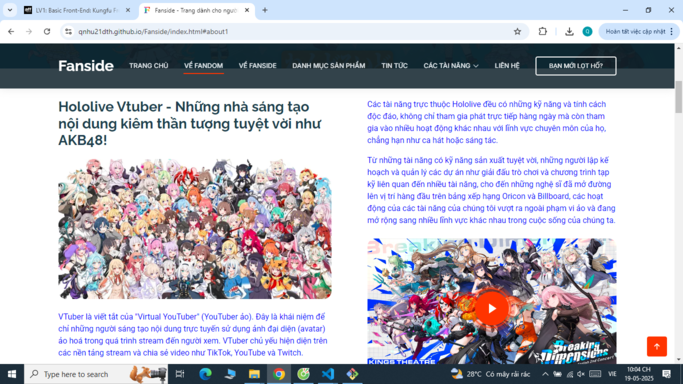 LV1: Basic Front-End: Kungfu
Fanside - Trang dành cho người
qnhu21dth.github.io/Fanside/index.html#about1
Hoàn tất việc cập nhật
Fanside
TRANG CHỦ
VỀ FANDOM
VỀ FANSIDE
DANH MỤC SẢN PHẨM
TIN TỨC
CÁC TÀI NĂNG
LIÊN HỆ
BẠN MỚI LỌT HỐ?
Hololive Vtuber - Những nhà sáng tạo
nội dung kiêm thần tượng tuyệt vời như
AKB48!
VTuber là viết tắt của "Virtual YouTuber" (YouTuber ảo). Đây là khái niệm để
chỉ những người sáng tạo nội dung trực tuyến sử dụng ảnh đại diện (avatar)
ảo hoá trong quá trình stream đến người xem. VTuber chủ yếu hiện diện trên
các nền tảng stream và chia sẻ video như TikTok, YouTube và Twitch.
Các tài năng trực thuộc Hololive đều có những kỹ năng và tính cách
độc đáo, không chỉ tham gia phát trực tiếp hàng ngày mà còn tham
gia vào nhiều hoạt động khác nhau với lĩnh vực chuyên môn của họ,
chẳng hạn như ca hát hoặc sáng tác.
Từ những tài năng có kỹ năng sản xuất tuyệt vời, những người lập kế
hoạch và quản lý các dự án như giải đấu trò chơi và chương trình tạp
kỹ liên quan đến nhiều tài năng, cho đến những nghệ sĩ đã mở đường
lên vị trí hàng đầu trên bảng xếp hạng Oricon và Billboard, các hoạt
động của các tài năng của chúng tôi vượt ra ngoài phạm vi ảo và đang
mở rộng sang nhiều lĩnh vực khác nhau trong cuộc sống của chúng ta.
KINGS THEATRE
Breaking
Dimensions
Type here to search
28°C Có mây rải rác
VIE
10:04 CH
19-05-2025